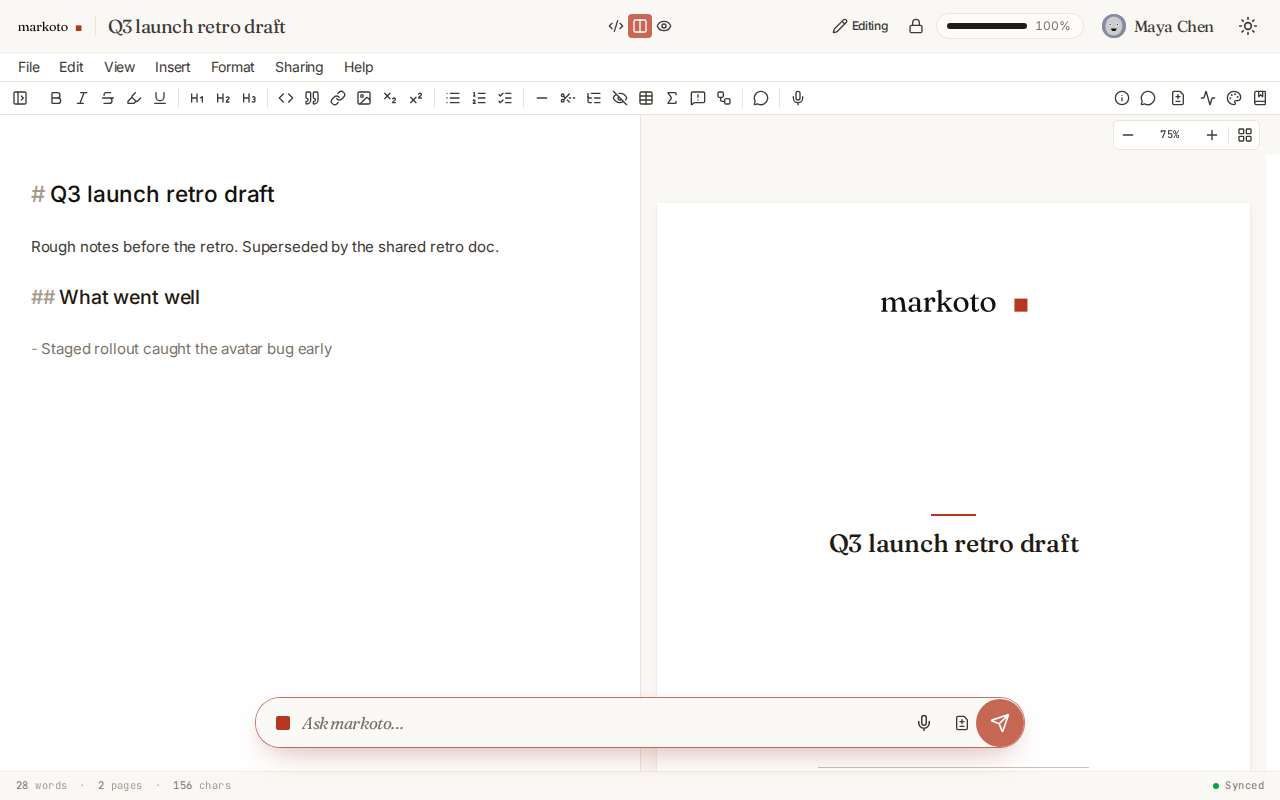 markoto Q3 launch retro draft Editing 100% Maya Chen
File Edit View Insert Format Sharing Help
B I S U H1 H2 H3 X2 x2
75%
# Q3 launch retro draft
Rough notes before the retro. Superseded by the shared retro doc.
## What went well
- Staged rollout caught the avatar bug early
markoto
Q3 launch retro draft
Ask markoto...
28 words · 2 pages · 156 chars Synced